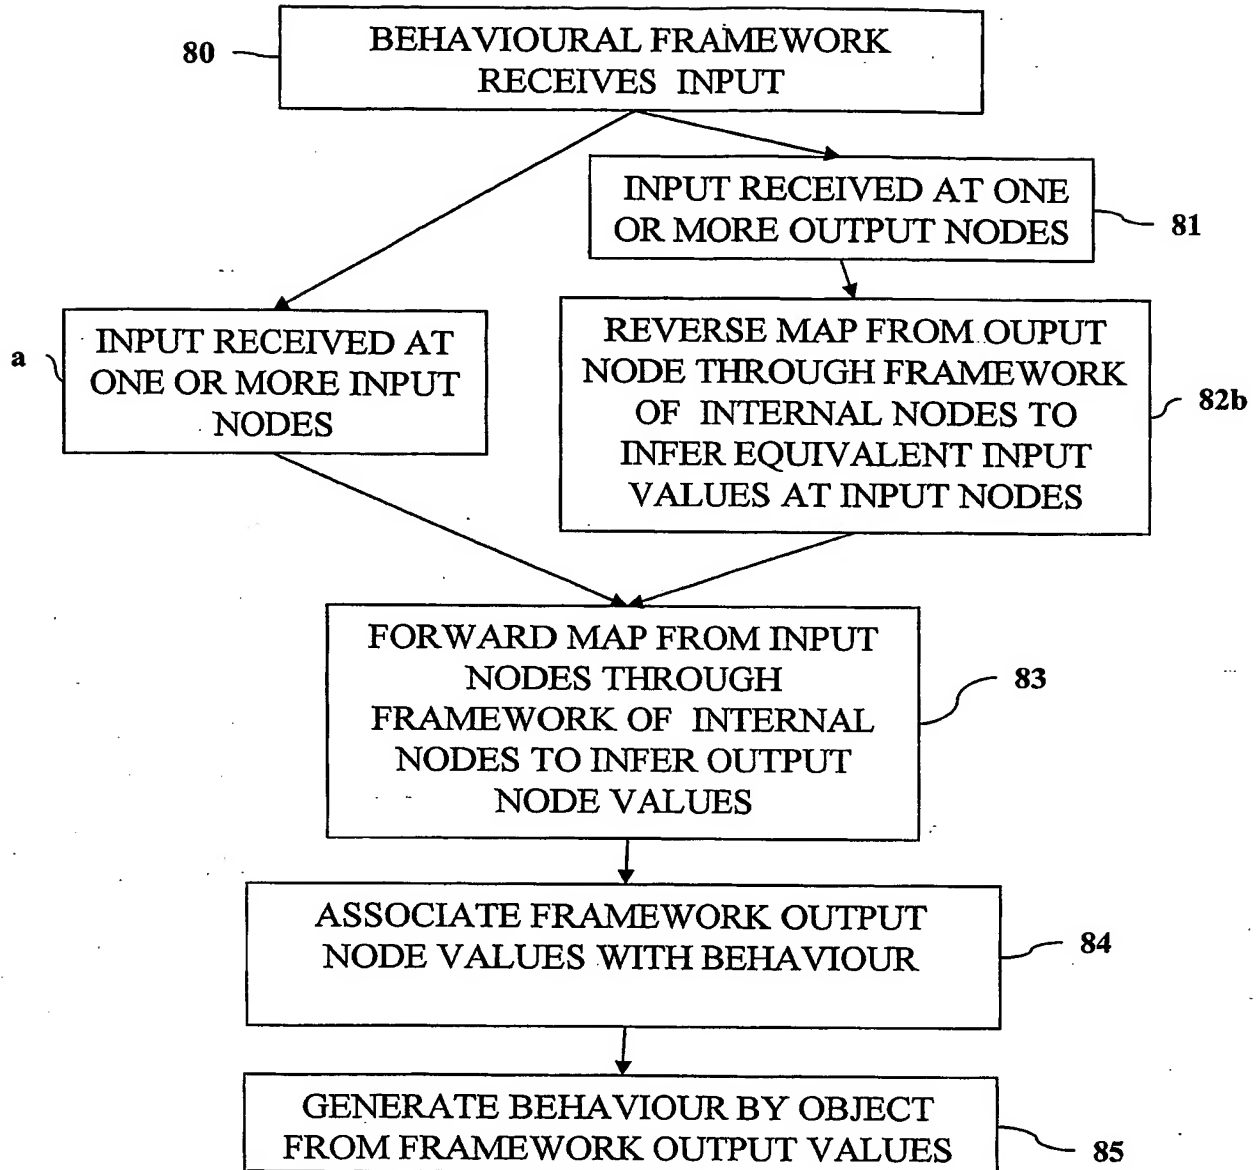 80
BEHAVIOURAL FRAMEWORK
RECEIVES INPUT
INPUT RECEIVED AT ONE
OR MORE OUTPUT NODES
81
a
INPUT RECEIVED AT
ONE OR MORE INPUT
NODES
REVERSE MAP FROM OUPUT
NODE THROUGH FRAMEWORK
OF INTERNAL NODES TO
INFER EQUIVALENT INPUT
VALUES AT INPUT NODES
82b
FORWARD MAP FROM INPUT
NODES THROUGH
FRAMEWORK OF INTERNAL
NODES TO INFER OUTPUT
NODE VALUES
83
ASSOCIATE FRAMEWORK OUTPUT
NODE VALUES WITH BEHAVIOUR
84
GENERATE BEHAVIOUR BY OBJECT
FROM FRAMEWORK OUTPUT VALUES
85